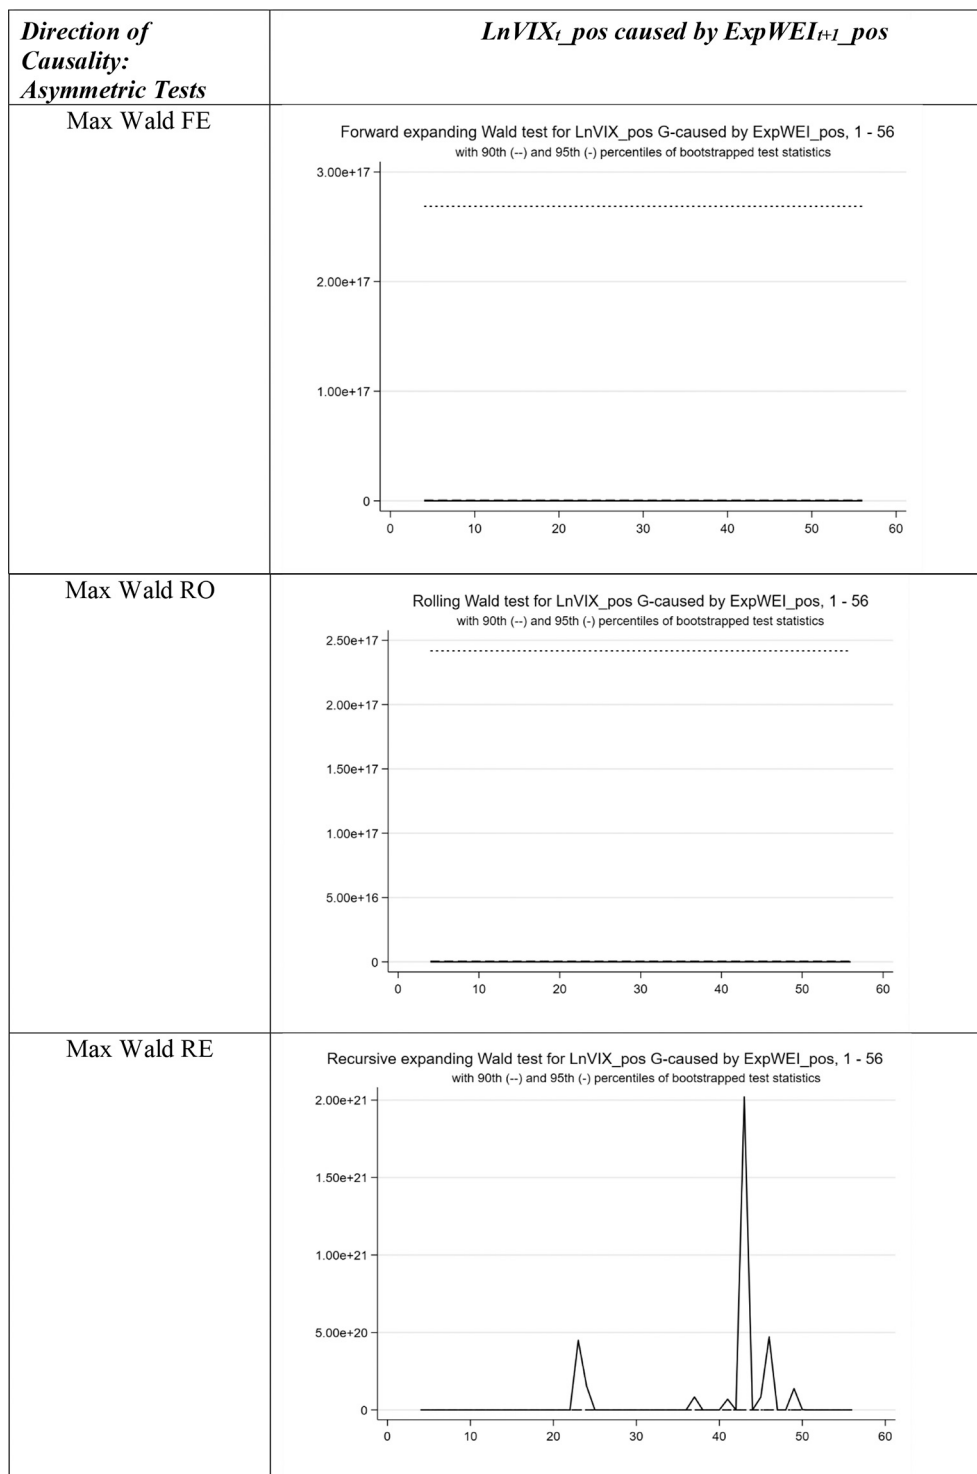 Direction of
Causality:
Asymmetric Tests
LnVIXt_pos caused by ExpWEIt+1_pos
Max Wald FE
Forward expanding Wald test for LnVIX_pos G-caused by ExpWEI_pos, 1 - 56
with 90th (--) and 95th (-) percentiles of bootstrapped test statistics
3.00e+17
2.00e+17
1.00e+17
0
0 10 20 30 40 50 60
Max Wald RO
Rolling Wald test for LnVIX_pos G-caused by ExpWEI_pos, 1 - 56
with 90th (--) and 95th (-) percentiles of bootstrapped test statistics
2.50e+17
2.00e+17
1.50e+17
1.00e+17
5.00e+16
0
0 10 20 30 40 50 60
Max Wald RE
Recursive expanding Wald test for LnVIX_pos G-caused by ExpWEI_pos, 1 - 56
with 90th (--) and 95th (-) percentiles of bootstrapped test statistics
2.00e+21
1.50e+21
1.00e+21
5.00e+20
0
0 10 20 30 40 50 60